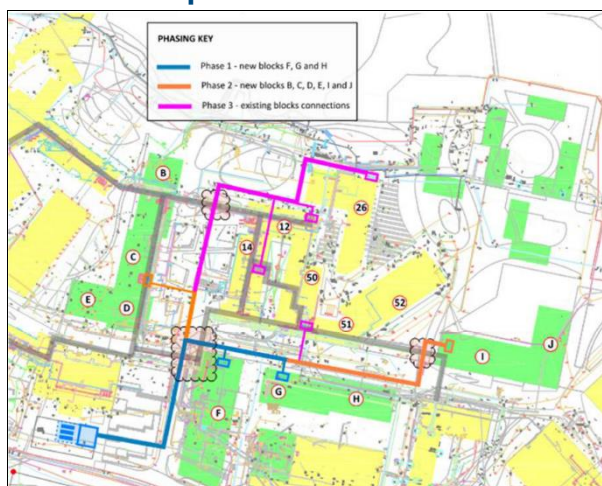 PHASING KEY
Phase 1 - new blocks F, G and H
Phase 2 - new blocks B, C, D, E, I and J
Phase 3 - existing blocks connections
B
26
12
14
C
50
52
E
D
51
J
I
G
H
F